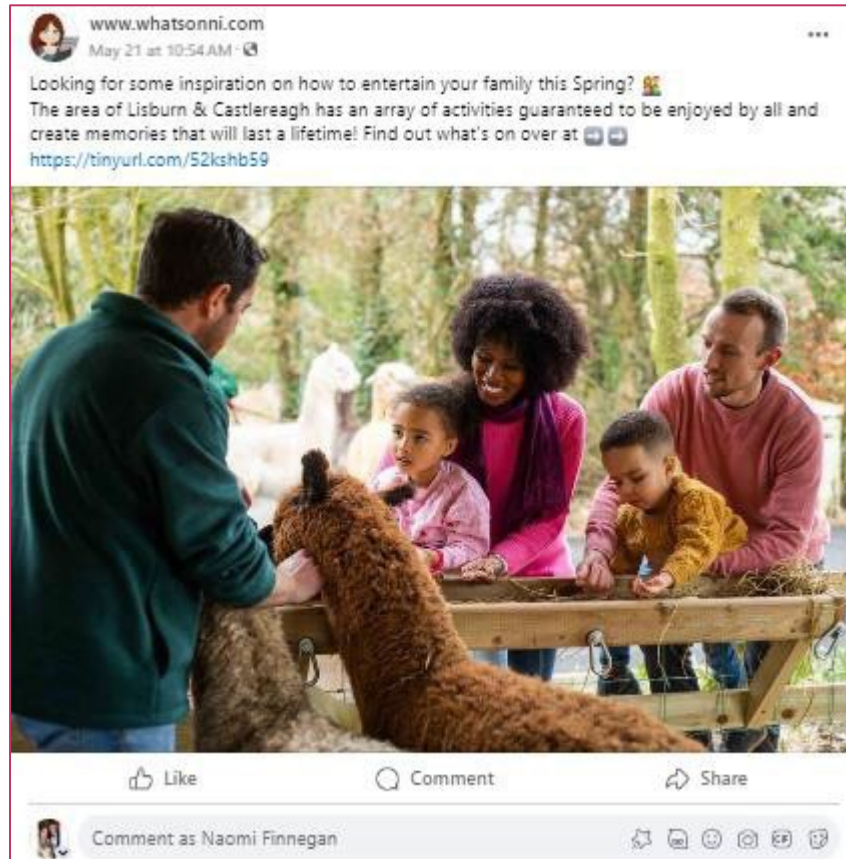 www.whatsonni.com
May 21 at 10:54 AM ·
Looking for some inspiration on how to entertain your family this Spring?
The area of Lisburn & Castlereagh has an array of activities guaranteed to be enjoyed by all and
create memories that will last a lifetime! Find out what's on over at
https://tinyurl.com/52kshb59
Like
Comment
Share
Comment as Naomi Finnegan